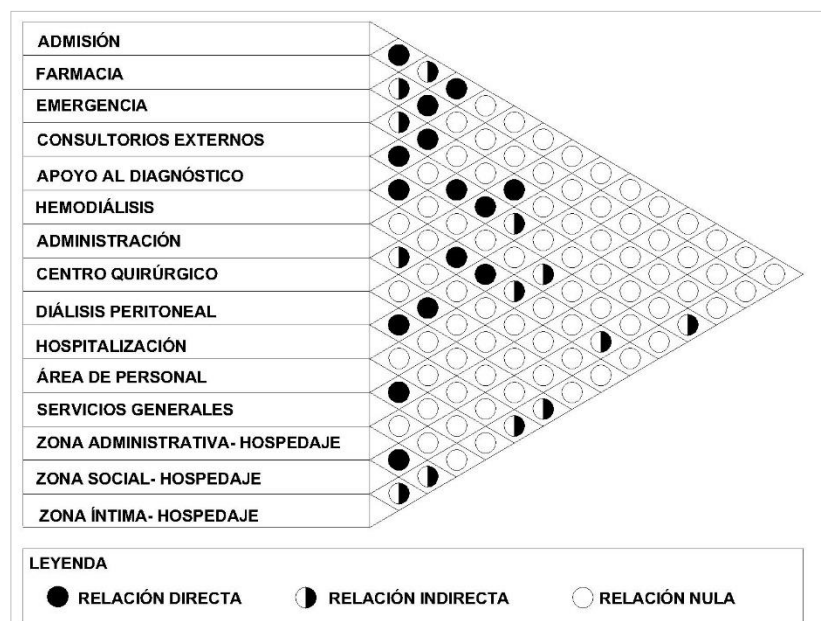 ADMISIÓN
FARMACIA
EMERGENCIA
CONSULTORIOS EXTERNOS
APOYO AL DIAGNÓSTICO
HEMODIÁLISIS
ADMINISTRACIÓN
CENTRO QUIRÚRGICO
DIÁLISIS PERITONEAL
HOSPITALIZACIÓN
ÁREA DE PERSONAL
SERVICIOS GENERALES
ZONA ADMINISTRATIVA- HOSPEDAJE
ZONA SOCIAL- HOSPEDAJE
ZONA ÍNTIMA- HOSPEDAJE
LEYENDA
RELACIÓN DIRECTA RELACIÓN INDIRECTA RELACIÓN NULA